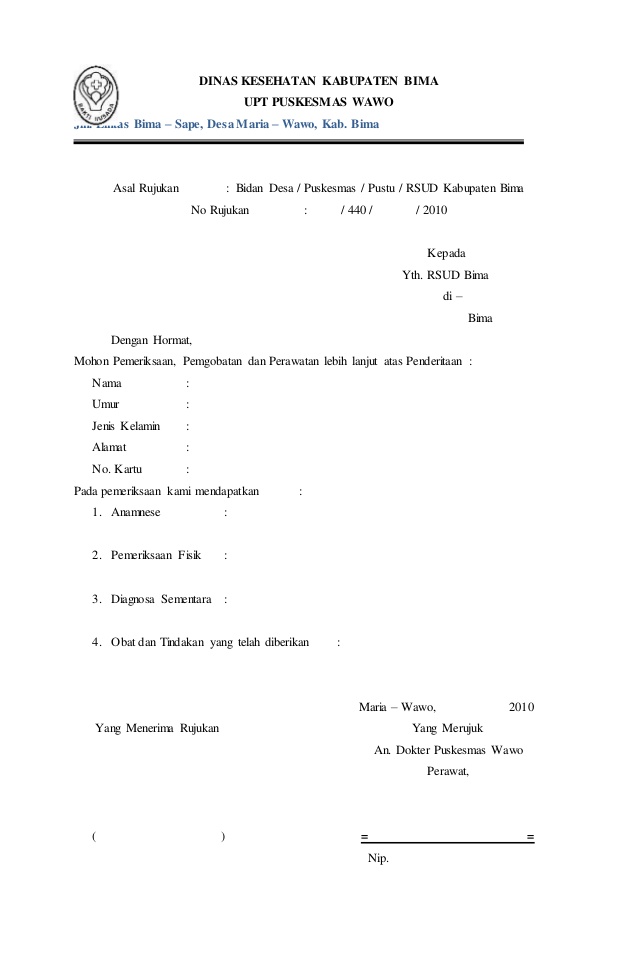 DINAS KESEHATAN KABUPATEN BIMA
UPT PUSKESMAS WAWO
BAKTI HUSADA
Bima – Sape, Desa Maria – Wawo, Kab. Bima
Asal Rujukan : Bidan Desa / Puskesmas / Pustu / RSUD Kabupaten Bima
No Rujukan : / 440 / / 2010
Kepada
Yth. RSUD Bima
di –
Bima
Dengan Hormat,
Mohon Pemeriksaan, Pemgobatan dan Perawatan lebih lanjut atas Penderitaan :
Nama :
Umur :
Jenis Kelamin :
Alamat :
No. Kartu :
Pada pemeriksaan kami mendapatkan :
1. Anamnese :
2. Pemeriksaan Fisik :
3. Diagnosa Sementara :
4. Obat dan Tindakan yang telah diberikan :
Maria – Wawo, 2010
Yang Menerima Rujukan Yang Merujuk
An. Dokter Puskesmas Wawo
Perawat,
( ) = =
Nip.